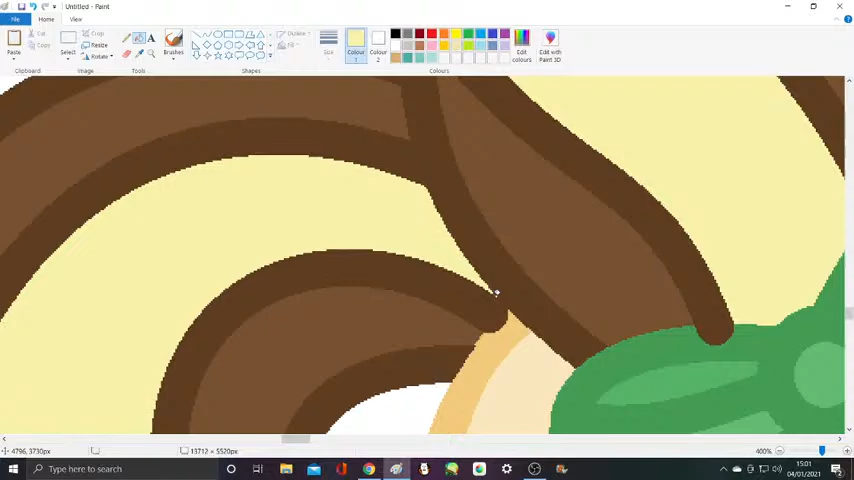 Untitled - Paint
File
Home
View
Paste
Cut
Copy
Clipboard
Select
Crop
Resize
Rotate
Image
Tools
Brushes
Shapes
Outline
Fill
Size
Colour
1
Colour
2
Colours
Edit
colours
Edit with
Paint 3D
4796, 3730px
13712 × 5520px
400%
Type here to search
15:01
04/01/2021